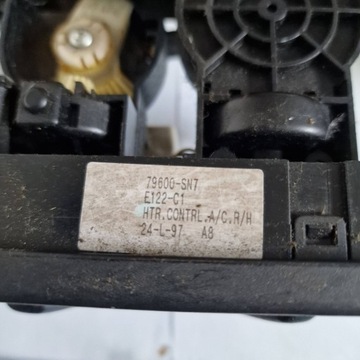 79600-SN7
E122-C1
HTR.CONTRL.A/C.R/H
24-L-97 A8